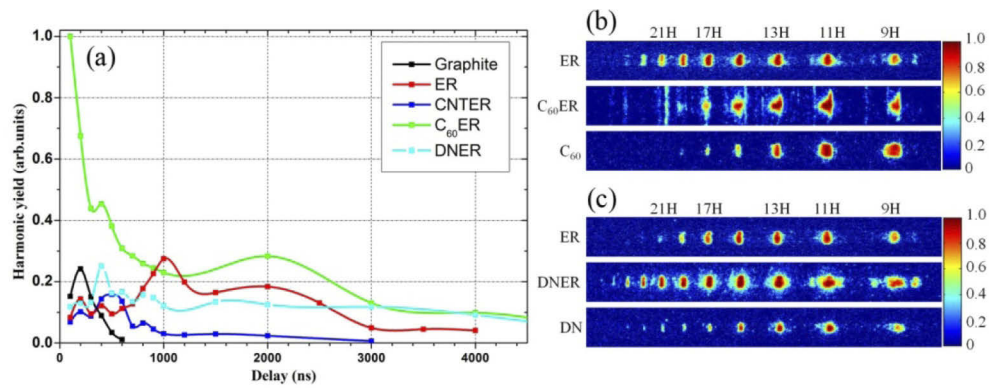 (a)
Graphite
ER
CNTER
C60ER
DNER
Harmonic yield (arb.units)
1.0
0.8
0.6
0.4
0.2
0.0
0 1000 2000 3000 4000
Delay (ns)
(b)
21H 17H 13H 11H 9H
ER
C60ER
C60
1.0
0.8
0.6
0.4
0.2
0
(c)
21H 17H 13H 11H 9H
ER
DNER
DN
1.0
0.8
0.6
0.4
0.2
0